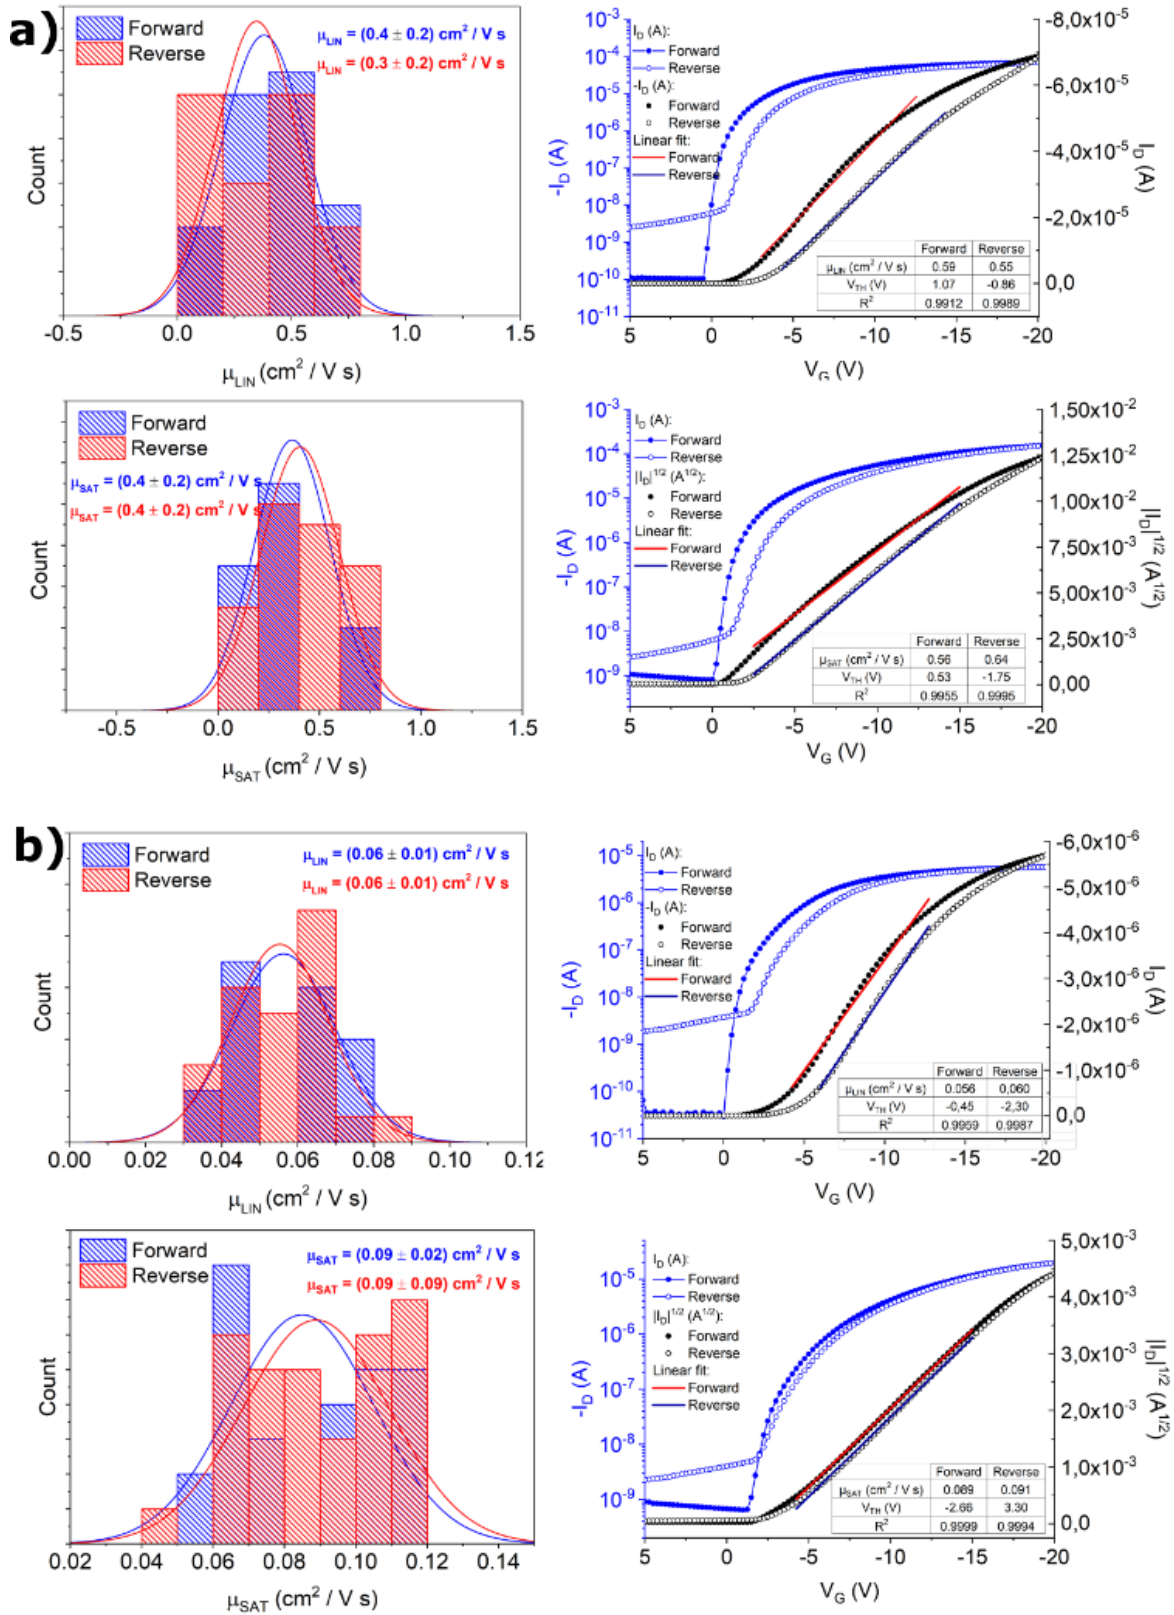 a)
Forward
Reverse
μLIN = (0.4 ± 0.2) cm² / V s
μLIN = (0.3 ± 0.2) cm² / V s
Count
-0.5 0.0 0.5 1.0 1.5
μLIN (cm² / V s)
10⁻³
10⁻⁴
10⁻⁵
10⁻⁶
10⁻⁷
10⁻⁸
10⁻⁹
10⁻¹⁰
10⁻¹¹
-ID (A)
ID (A):
Forward
Reverse
-ID (A):
Forward
Reverse
Linear fit:
Forward
Reverse
-8,0x10⁻⁵
-6,0x10⁻⁵
-4,0x10⁻⁵
-2,0x10⁻⁵
0,0
ID (A)
Forward Reverse
μLIN (cm² / V s) 0.59 0.55
VTH (V) 1.07 -0.86
R² 0.9912 0.9989
5 0 -5 -10 -15 -20
VG (V)
Forward
Reverse
μSAT = (0.4 ± 0.2) cm² / V s
μSAT = (0.4 ± 0.2) cm² / V s
Count
-0.5 0.0 0.5 1.0 1.5
μSAT (cm² / V s)
10⁻³
10⁻⁴
10⁻⁵
10⁻⁶
10⁻⁷
10⁻⁸
10⁻⁹
-ID (A)
ID (A):
Forward
Reverse
|ID|¹/² (A¹/²):
Forward
Reverse
Linear fit:
Forward
Reverse
1,50x10⁻²
1,25x10⁻²
1,00x10⁻²
7,50x10⁻³
5,00x10⁻³
2,50x10⁻³
0,00
|ID|¹/² (A¹/²)
Forward Reverse
μSAT (cm² / V s) 0.56 0.64
VTH (V) 0.53 -1.75
R² 0.9955 0.9995
5 0 -5 -10 -15 -20
VG (V)
b)
Forward
Reverse
μLIN = (0.06 ± 0.01) cm² / V s
μLIN = (0.06 ± 0.01) cm² / V s
Count
0.00 0.02 0.04 0.06 0.08 0.10 0.12
μLIN (cm² / V s)
10⁻⁵
10⁻⁶
10⁻⁷
10⁻⁸
10⁻⁹
10⁻¹⁰
10⁻¹¹
-ID (A)
ID (A):
Forward
Reverse
-ID (A):
Forward
Reverse
Linear fit:
Forward
Reverse
-6,0x10⁻⁶
-5,0x10⁻⁶
-4,0x10⁻⁶
-3,0x10⁻⁶
-2,0x10⁻⁶
-1,0x10⁻⁶
0,0
ID (A)
Forward Reverse
μLIN (cm² / V s) 0.056 0,060
VTH (V) -0,45 -2,30
R² 0.9959 0.9987
5 0 -5 -10 -15 -20
VG (V)
Forward
Reverse
μSAT = (0.09 ± 0.02) cm² / V s
μSAT = (0.09 ± 0.09) cm² / V s
Count
0.02 0.04 0.06 0.08 0.10 0.12 0.14
μSAT (cm² / V s)
10⁻⁵
10⁻⁶
10⁻⁷
10⁻⁸
10⁻⁹
-ID (A)
ID (A):
Forward
Reverse
|ID|¹/² (A¹/²):
Forward
Reverse
Linear fit:
Forward
Reverse
5,0x10⁻³
4,0x10⁻³
3,0x10⁻³
2,0x10⁻³
1,0x10⁻³
0,0
|ID|¹/² (A¹/²)
Forward Reverse
μSAT (cm² / V s) 0.089 0.091
VTH (V) -2.66 3.30
R² 0.9999 0.9994
5 0 -5 -10 -15 -20
VG (V)